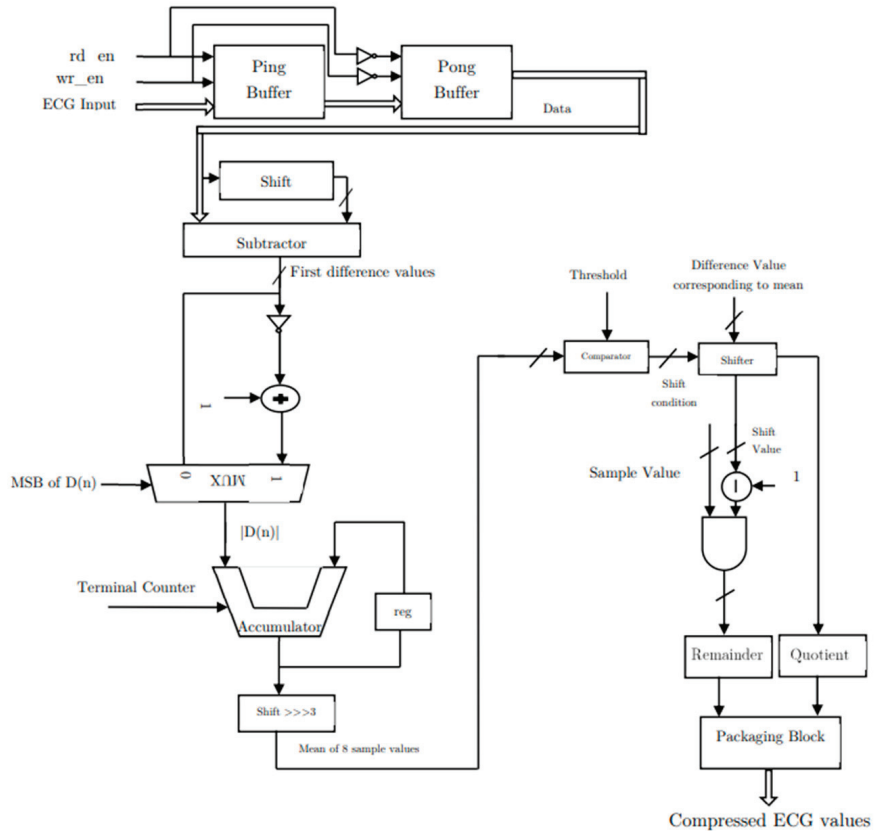 rd en
wr_en
ECG Input
Ping
Buffer
Pong
Buffer
Data
Shift
Subtractor
First difference values
1
MSB of D(n)
0
MUX
1
|D(n)|
Terminal Counter
Accumulator
reg
Shift >>>3
Mean of 8 sample values
Threshold
Difference Value
corresponding to mean
Comparator
Shifter
Shift
condition
Shift
Value
Sample Value
1
Remainder
Quotient
Packaging Block
Compressed ECG values